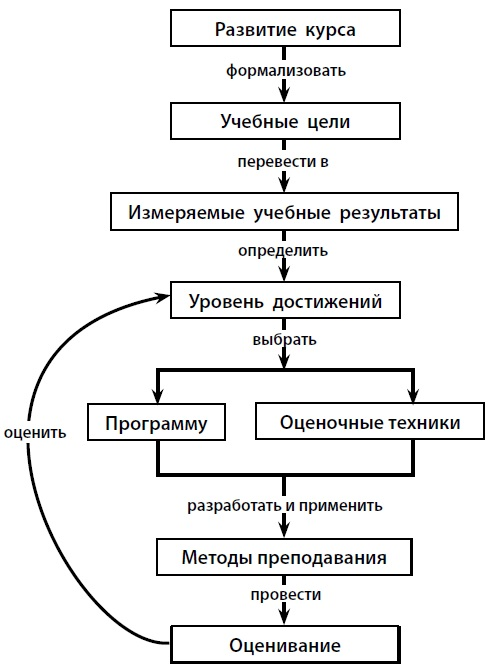 Развитие курса
формализовать
Учебные цели
перевести в
Измеряемые учебные результаты
определить
Уровень достижений
выбрать
Программу
Оценочные техники
оценить
разработать и применить
Методы преподавания
провести
Оценивание